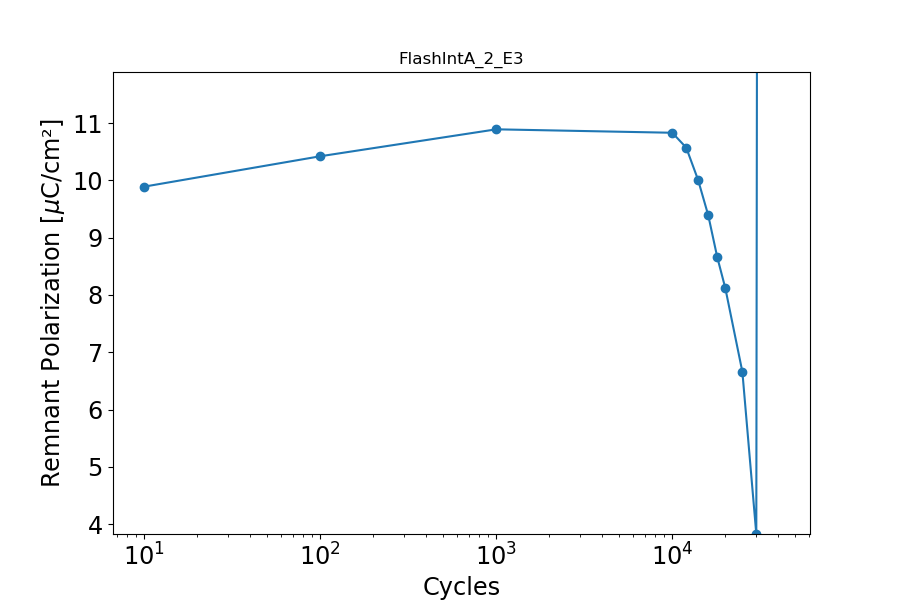 FlashIntA_2_E3
Remnant Polarization [μC/cm²]
11
10
9
8
7
6
5
4
10¹ 10² 10³ 10⁴
Cycles